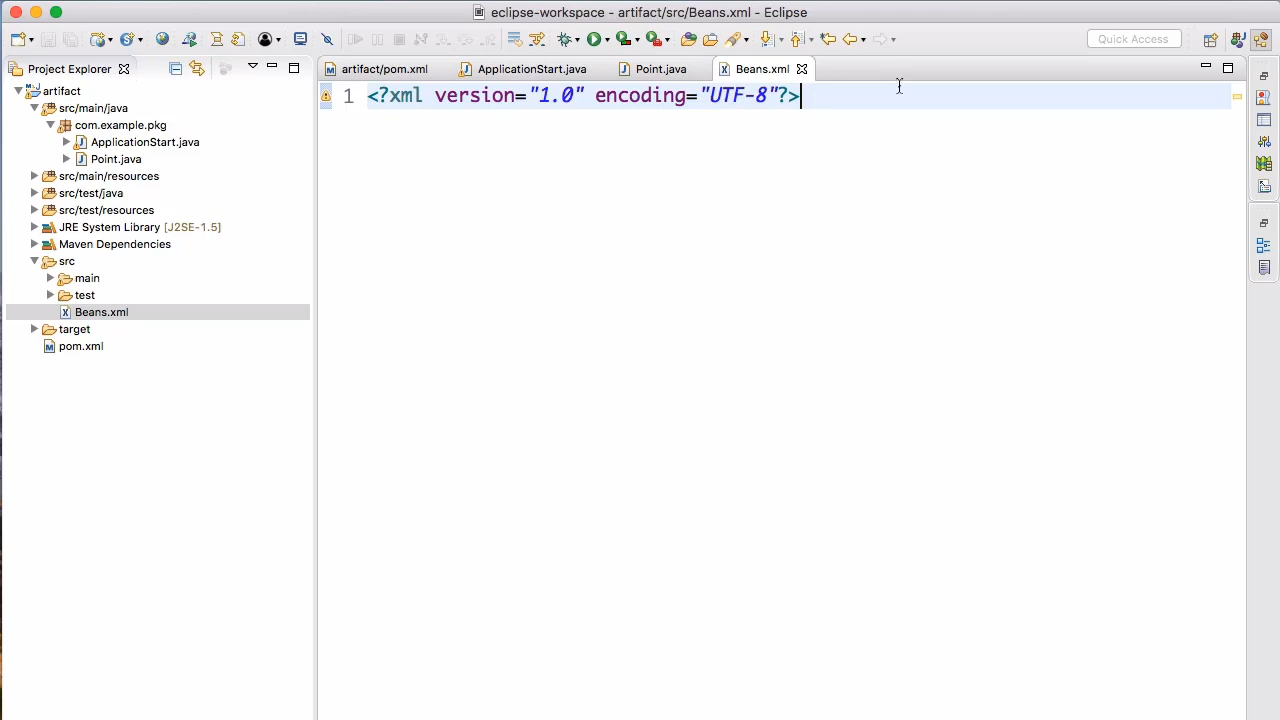 eclipse-workspace - artifact/src/Beans.xml - Eclipse
Quick Access
Project Explorer
artifact/pom.xml
ApplicationStart.java
Point.java
Beans.xml
artifact
src/main/java
com.example.pkg
ApplicationStart.java
Point.java
src/main/resources
src/test/java
src/test/resources
JRE System Library [J2SE-1.5]
Maven Dependencies
src
main
test
Beans.xml
target
pom.xml
1 <?xml version="1.0" encoding="UTF-8"?>